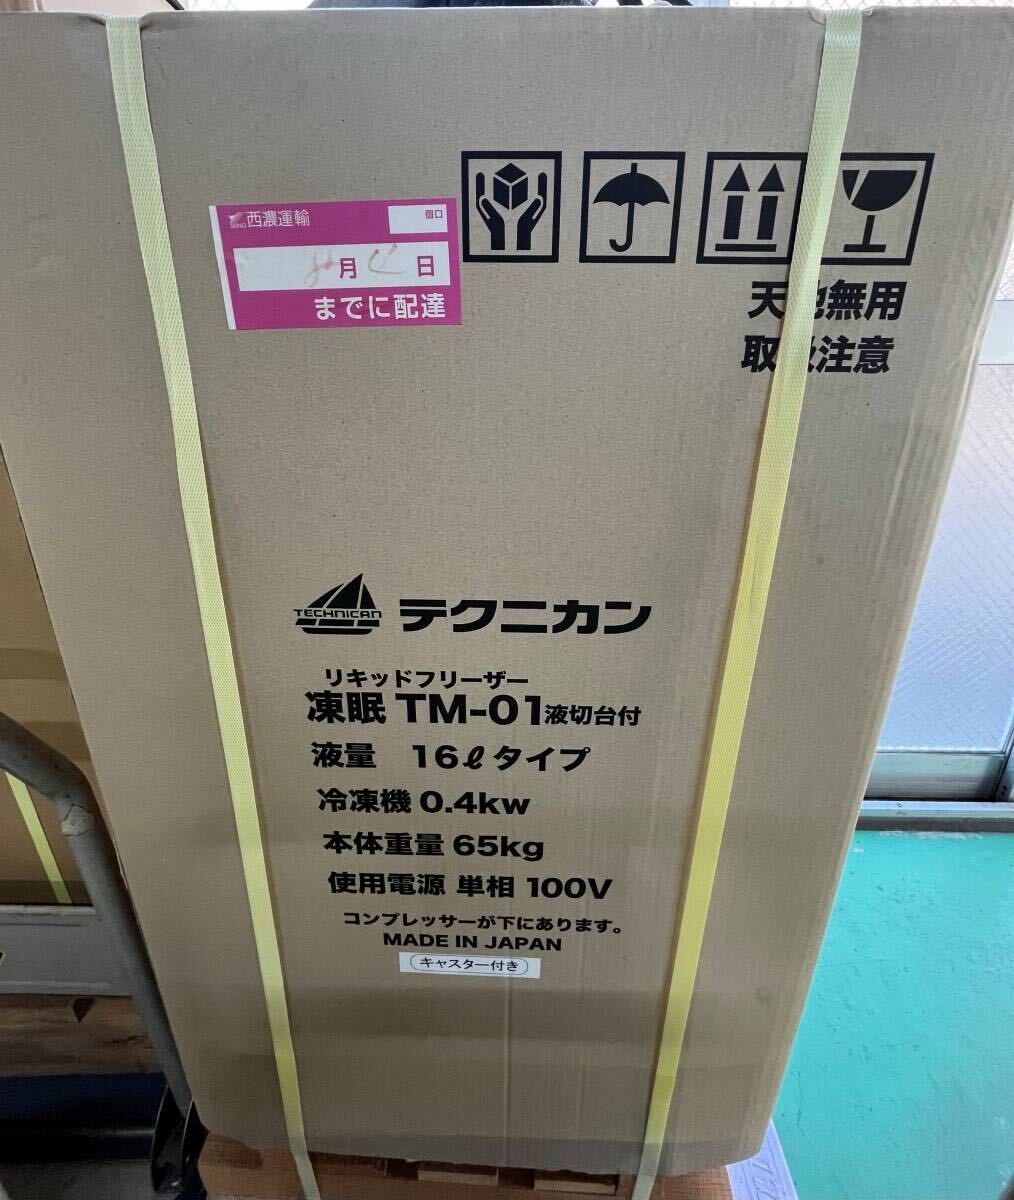 西濃運輸
SEINO
個口
月 日
までに配達
天地無用
取扱注意
TECHNICAN
テクニカン
リキッドフリーザー
凍眠 TM-01液切台付
液量 16ℓタイプ
冷凍機 0.4kw
本体重量 65kg
使用電源 単相 100V
コンプレッサーが下にあります。
MADE IN JAPAN
キャスター付き